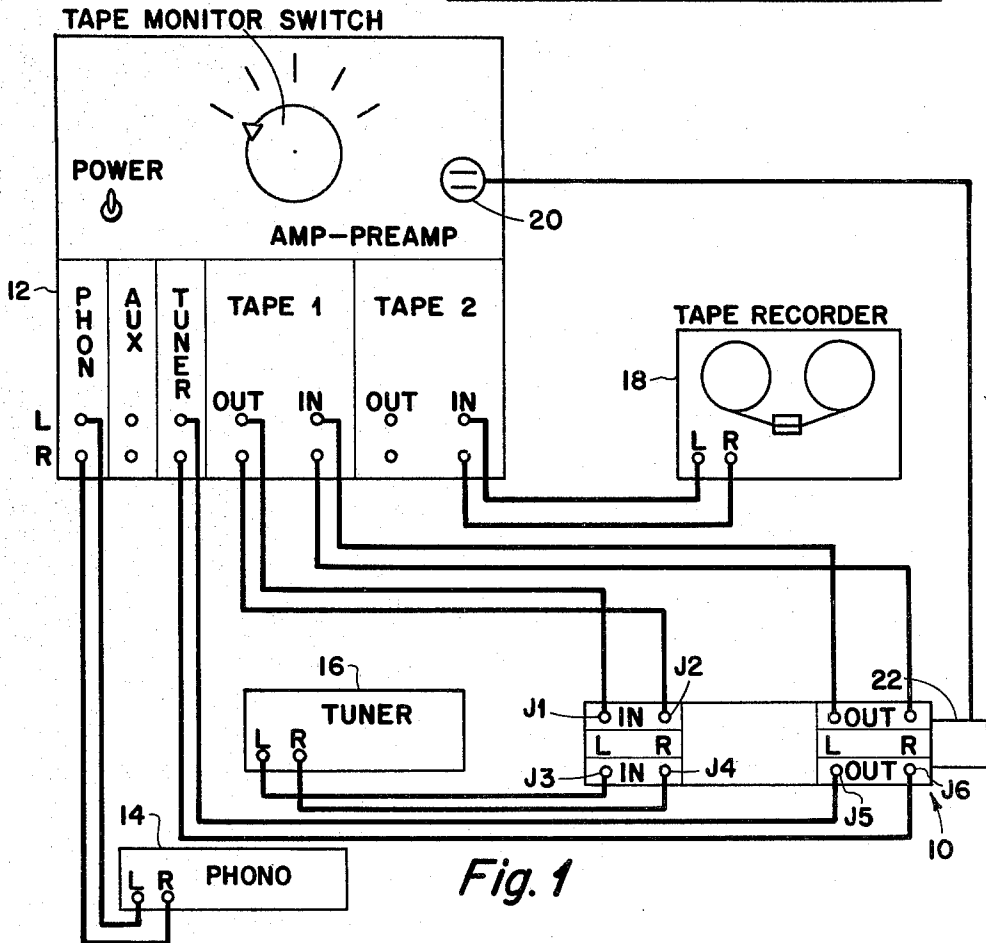 TAPE MONITOR SWITCH
POWER
20
AMP-PREAMP
12
PHON
AUX
TUNER
TAPE 1
TAPE 2
OUT IN OUT IN
L
R
TAPE RECORDER
18
L R
16
TUNER
L R
J1 IN J2
L R
J3 IN J4
22
OUT
L R
OUT
J5 J6
10
14
PHONO
L R
Fig. 1